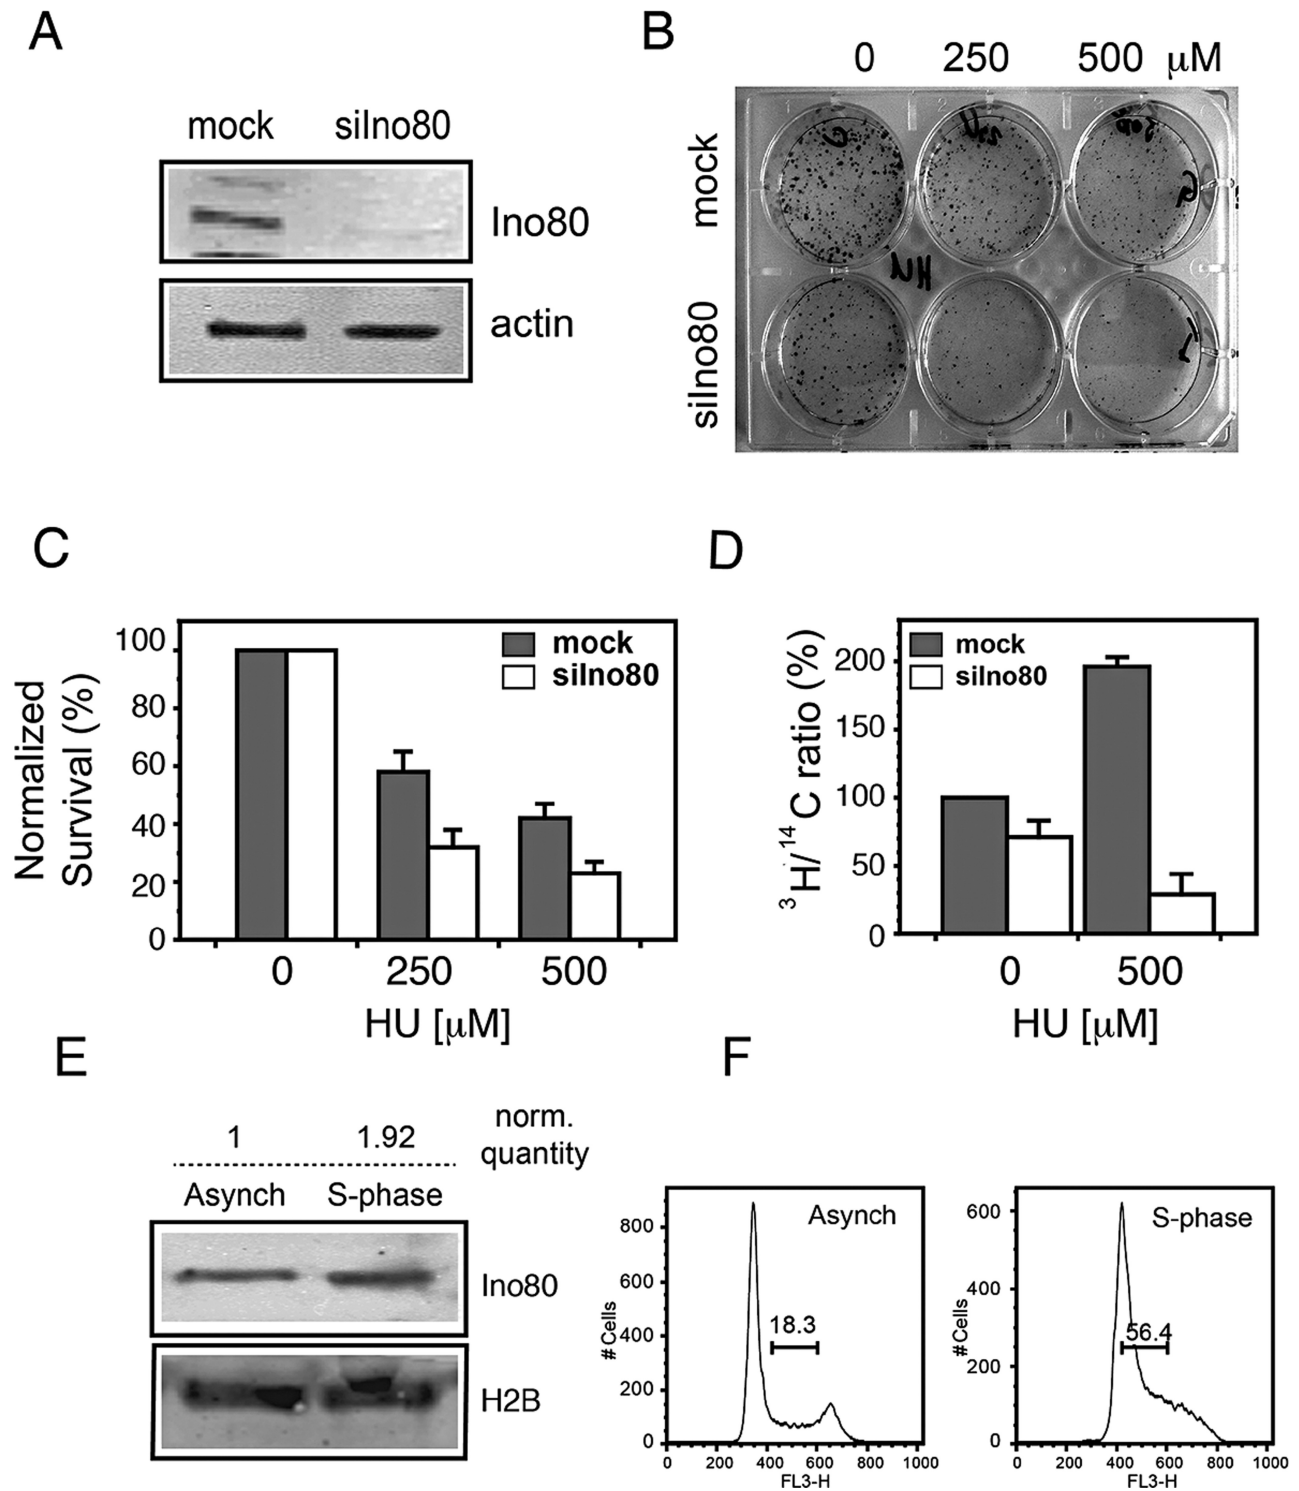 A
mock siIno80
Ino80
actin
B
0 250 500 μM
mock
siIno80
HU
C
Normalized
Survival (%)
100
80
60
40
20
0
mock
siIno80
0 250 500
HU [μM]
D
³H/¹⁴C ratio (%)
200
150
100
50
0
mock
siIno80
0 500
HU [μM]
E
1 1.92 norm.
quantity
Asynch S-phase
Ino80
H2B
F
# Cells
800
600
400
200
0
Asynch
18.3
0 200 400 600 800 1000
FL3-H
# Cells
600
400
200
0
S-phase
56.4
0 200 400 600 800 1000
FL3-H